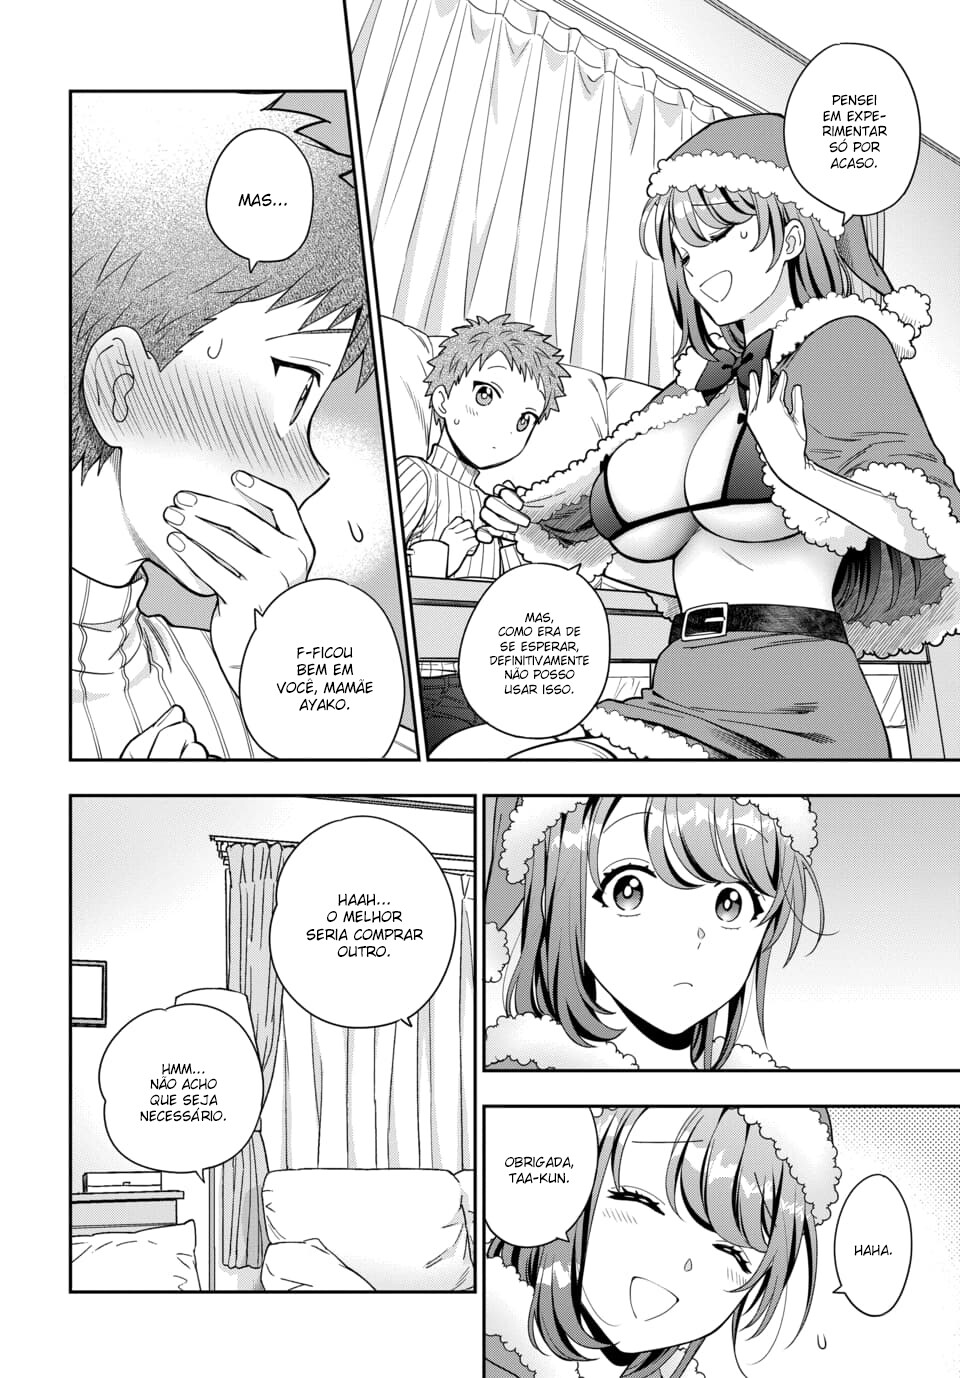 PENSEI
EM EXPE-
RIMENTAR
SÓ POR
ACASO.
MAS,
COMO ERA DE
SE ESPERAR,
DEFINITIVAMENTE
NÃO POSSO
USAR ISSO.
MAS...
F-FICOU
BEM EM
VOCÊ, MAMÃE
AYAKO.
HAHA.
OBRIGADA,
TAA-KUN.
HAAH...
O MELHOR
SERIA COMPRAR
OUTRO.
HMM...
NÃO ACHO
QUE SEJA
NECESSÁRIO.